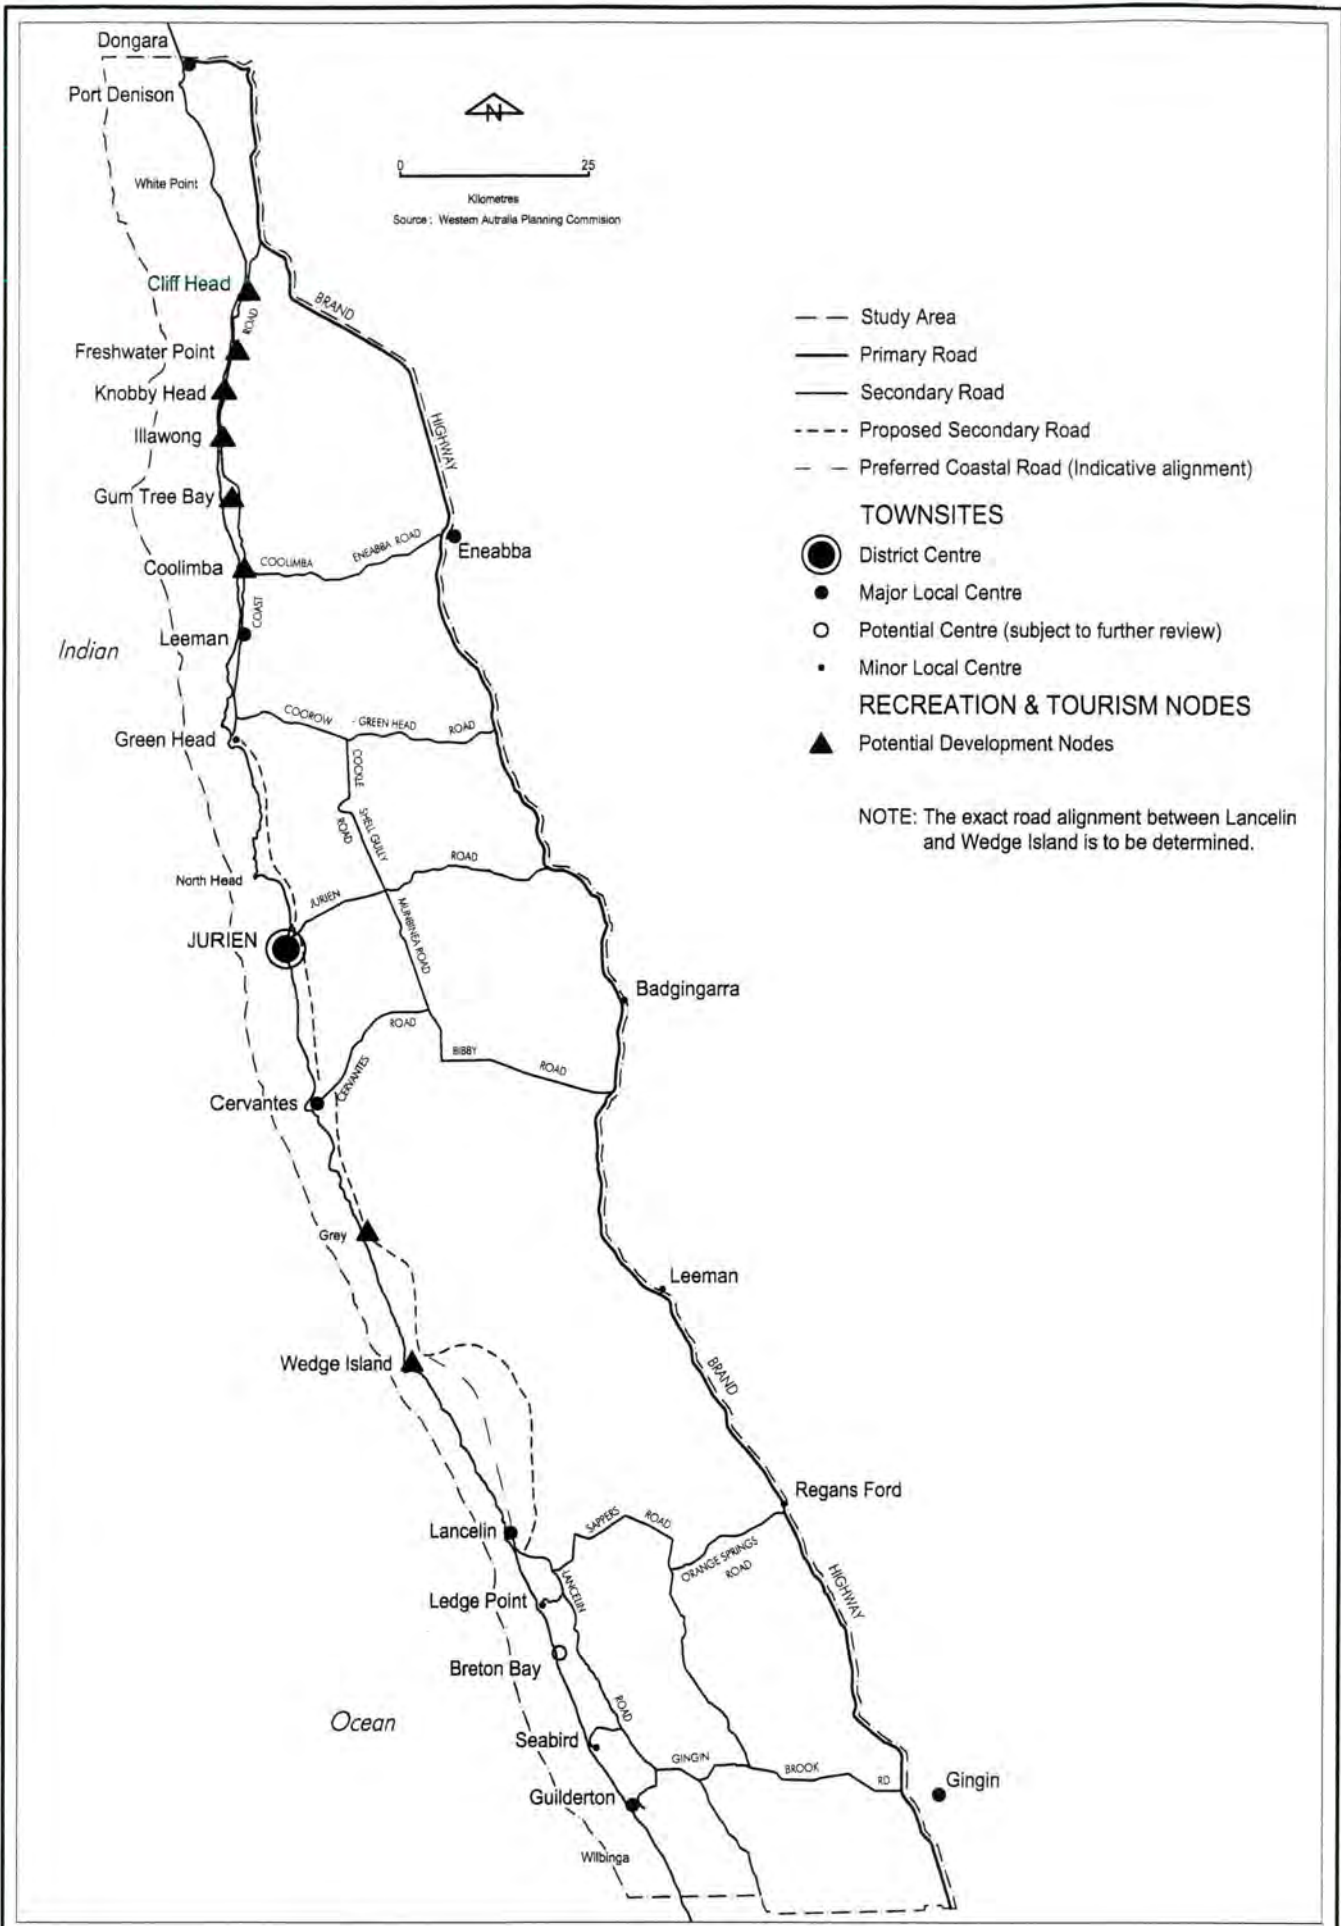 Dongara
Port Denison
N
0 25
Kilometres
Source : Western Autralia Planning Commision
White Point
Cliff Head
ROAD
BRAND
Freshwater Point
Knobby Head
Illawong
HIGHWAY
Gum Tree Bay
Eneabba
Coolimba
COOLIMBA ENEABBA ROAD
COAST
Leeman
Indian
Green Head
COOROW - GREEN HEAD ROAD
COCKLE
SHELL GULLY
ROAD
North Head
JURIEN
JURIEN ROAD
MUNBINEA ROAD
Badgingarra
CERVANTES ROAD
BIBBY ROAD
Cervantes
Grey
Leeman
Wedge Island
BRAND
Regans Ford
Lancelin
SAPPERS ROAD
ORANGE SPRINGS
ROAD
HIGHWAY
Ledge Point
LANCELIN
Breton Bay
ROAD
Ocean
Seabird
GINGIN BROOK RD
Gingin
Guilderton
Wilbinga
Study Area
Primary Road
Secondary Road
Proposed Secondary Road
Preferred Coastal Road (Indicative alignment)
TOWNSITES
District Centre
Major Local Centre
Potential Centre (subject to further review)
Minor Local Centre
RECREATION & TOURISM NODES
Potential Development Nodes
NOTE: The exact road alignment between Lancelin
and Wedge Island is to be determined.